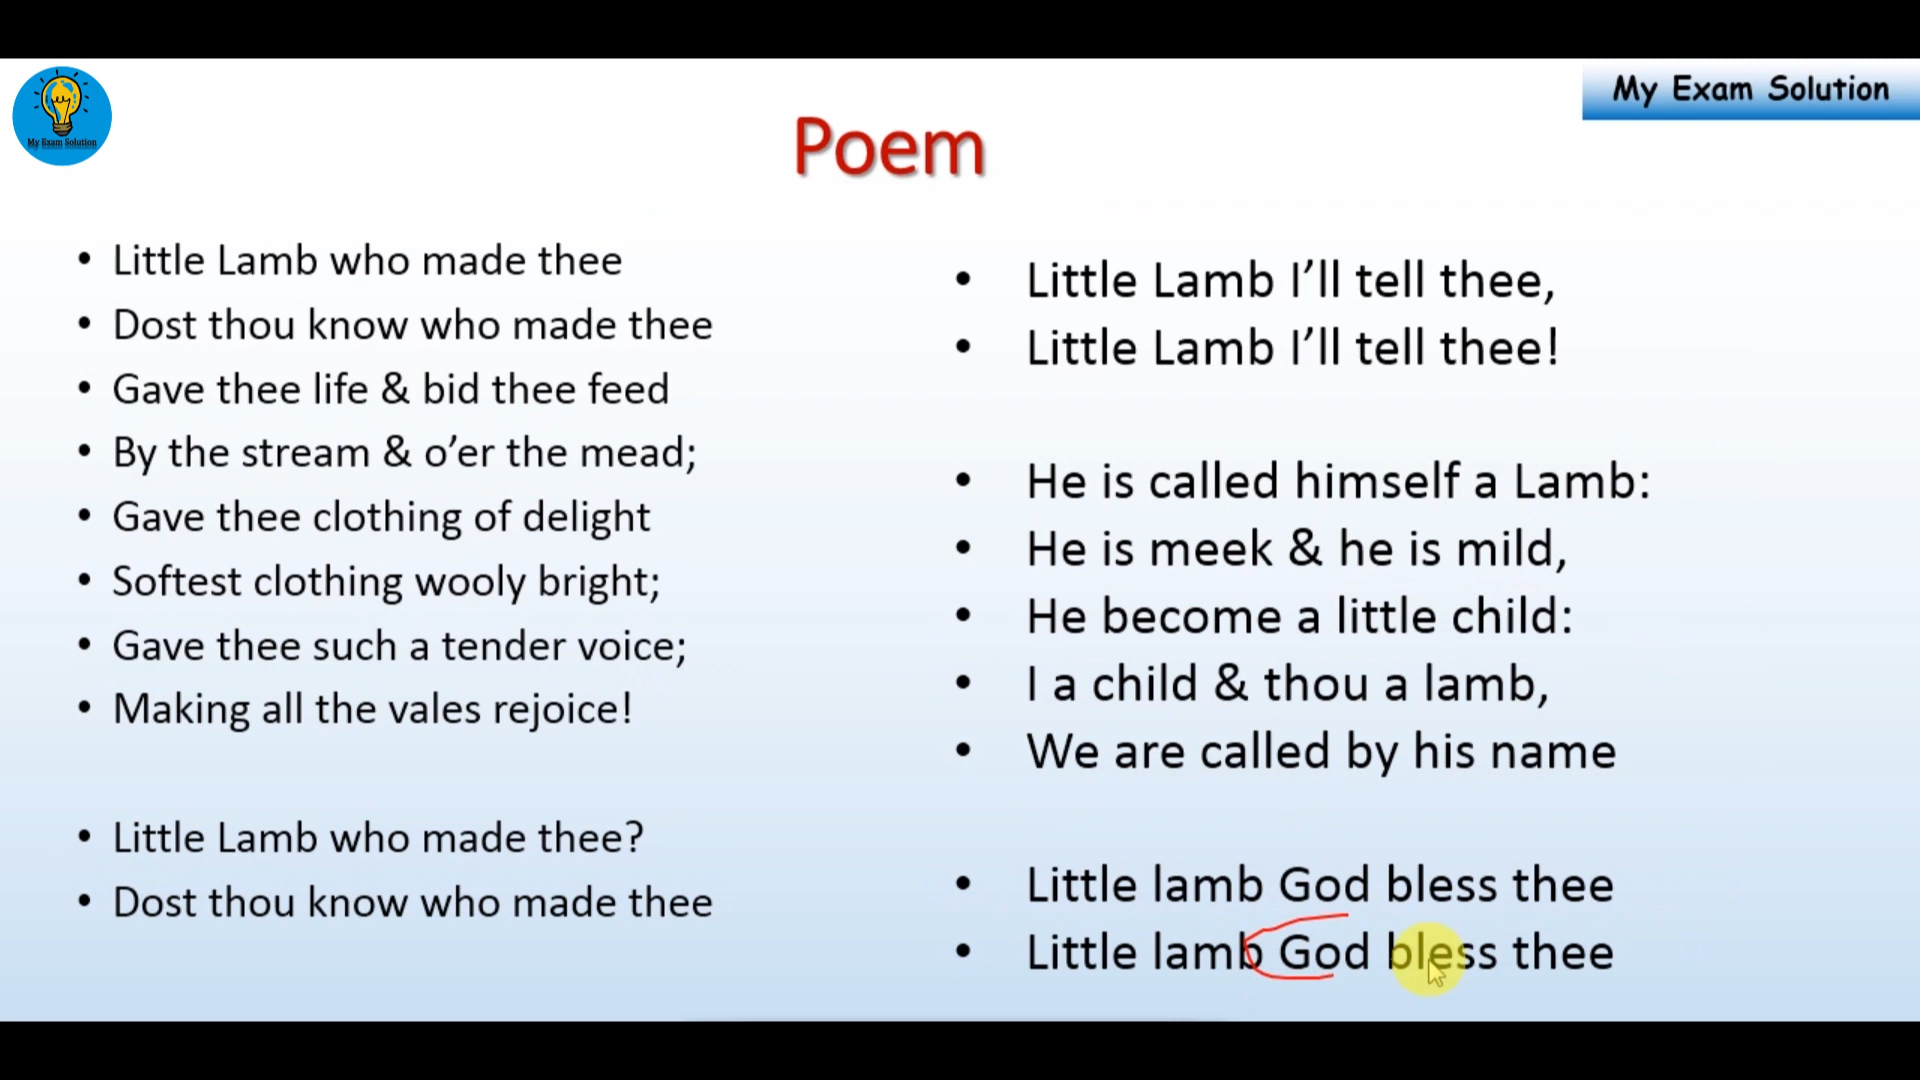 My Exam Solution
My Exam Solution
Poem
• Little Lamb who made thee
• Dost thou know who made thee
• Gave thee life & bid thee feed
• By the stream & o’er the mead;
• Gave thee clothing of delight
• Softest clothing wooly bright;
• Gave thee such a tender voice;
• Making all the vales rejoice!
• Little Lamb who made thee?
• Dost thou know who made thee
• Little Lamb I’ll tell thee,
• Little Lamb I’ll tell thee!
• He is called himself a Lamb:
• He is meek & he is mild,
• He become a little child:
• I a child & thou a lamb,
• We are called by his name
• Little lamb God bless thee
• Little lamb God bless thee